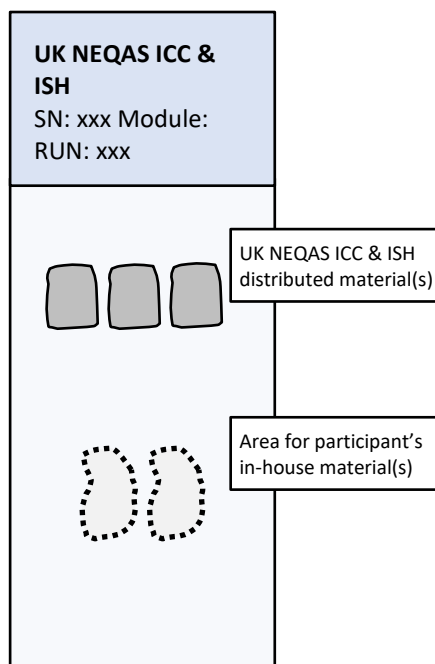 UK NEQAS ICC &
ISH
SN: xxx Module:
RUN: xxx
UK NEQAS ICC & ISH
distributed material(s)
Area for participant’s
in-house material(s)